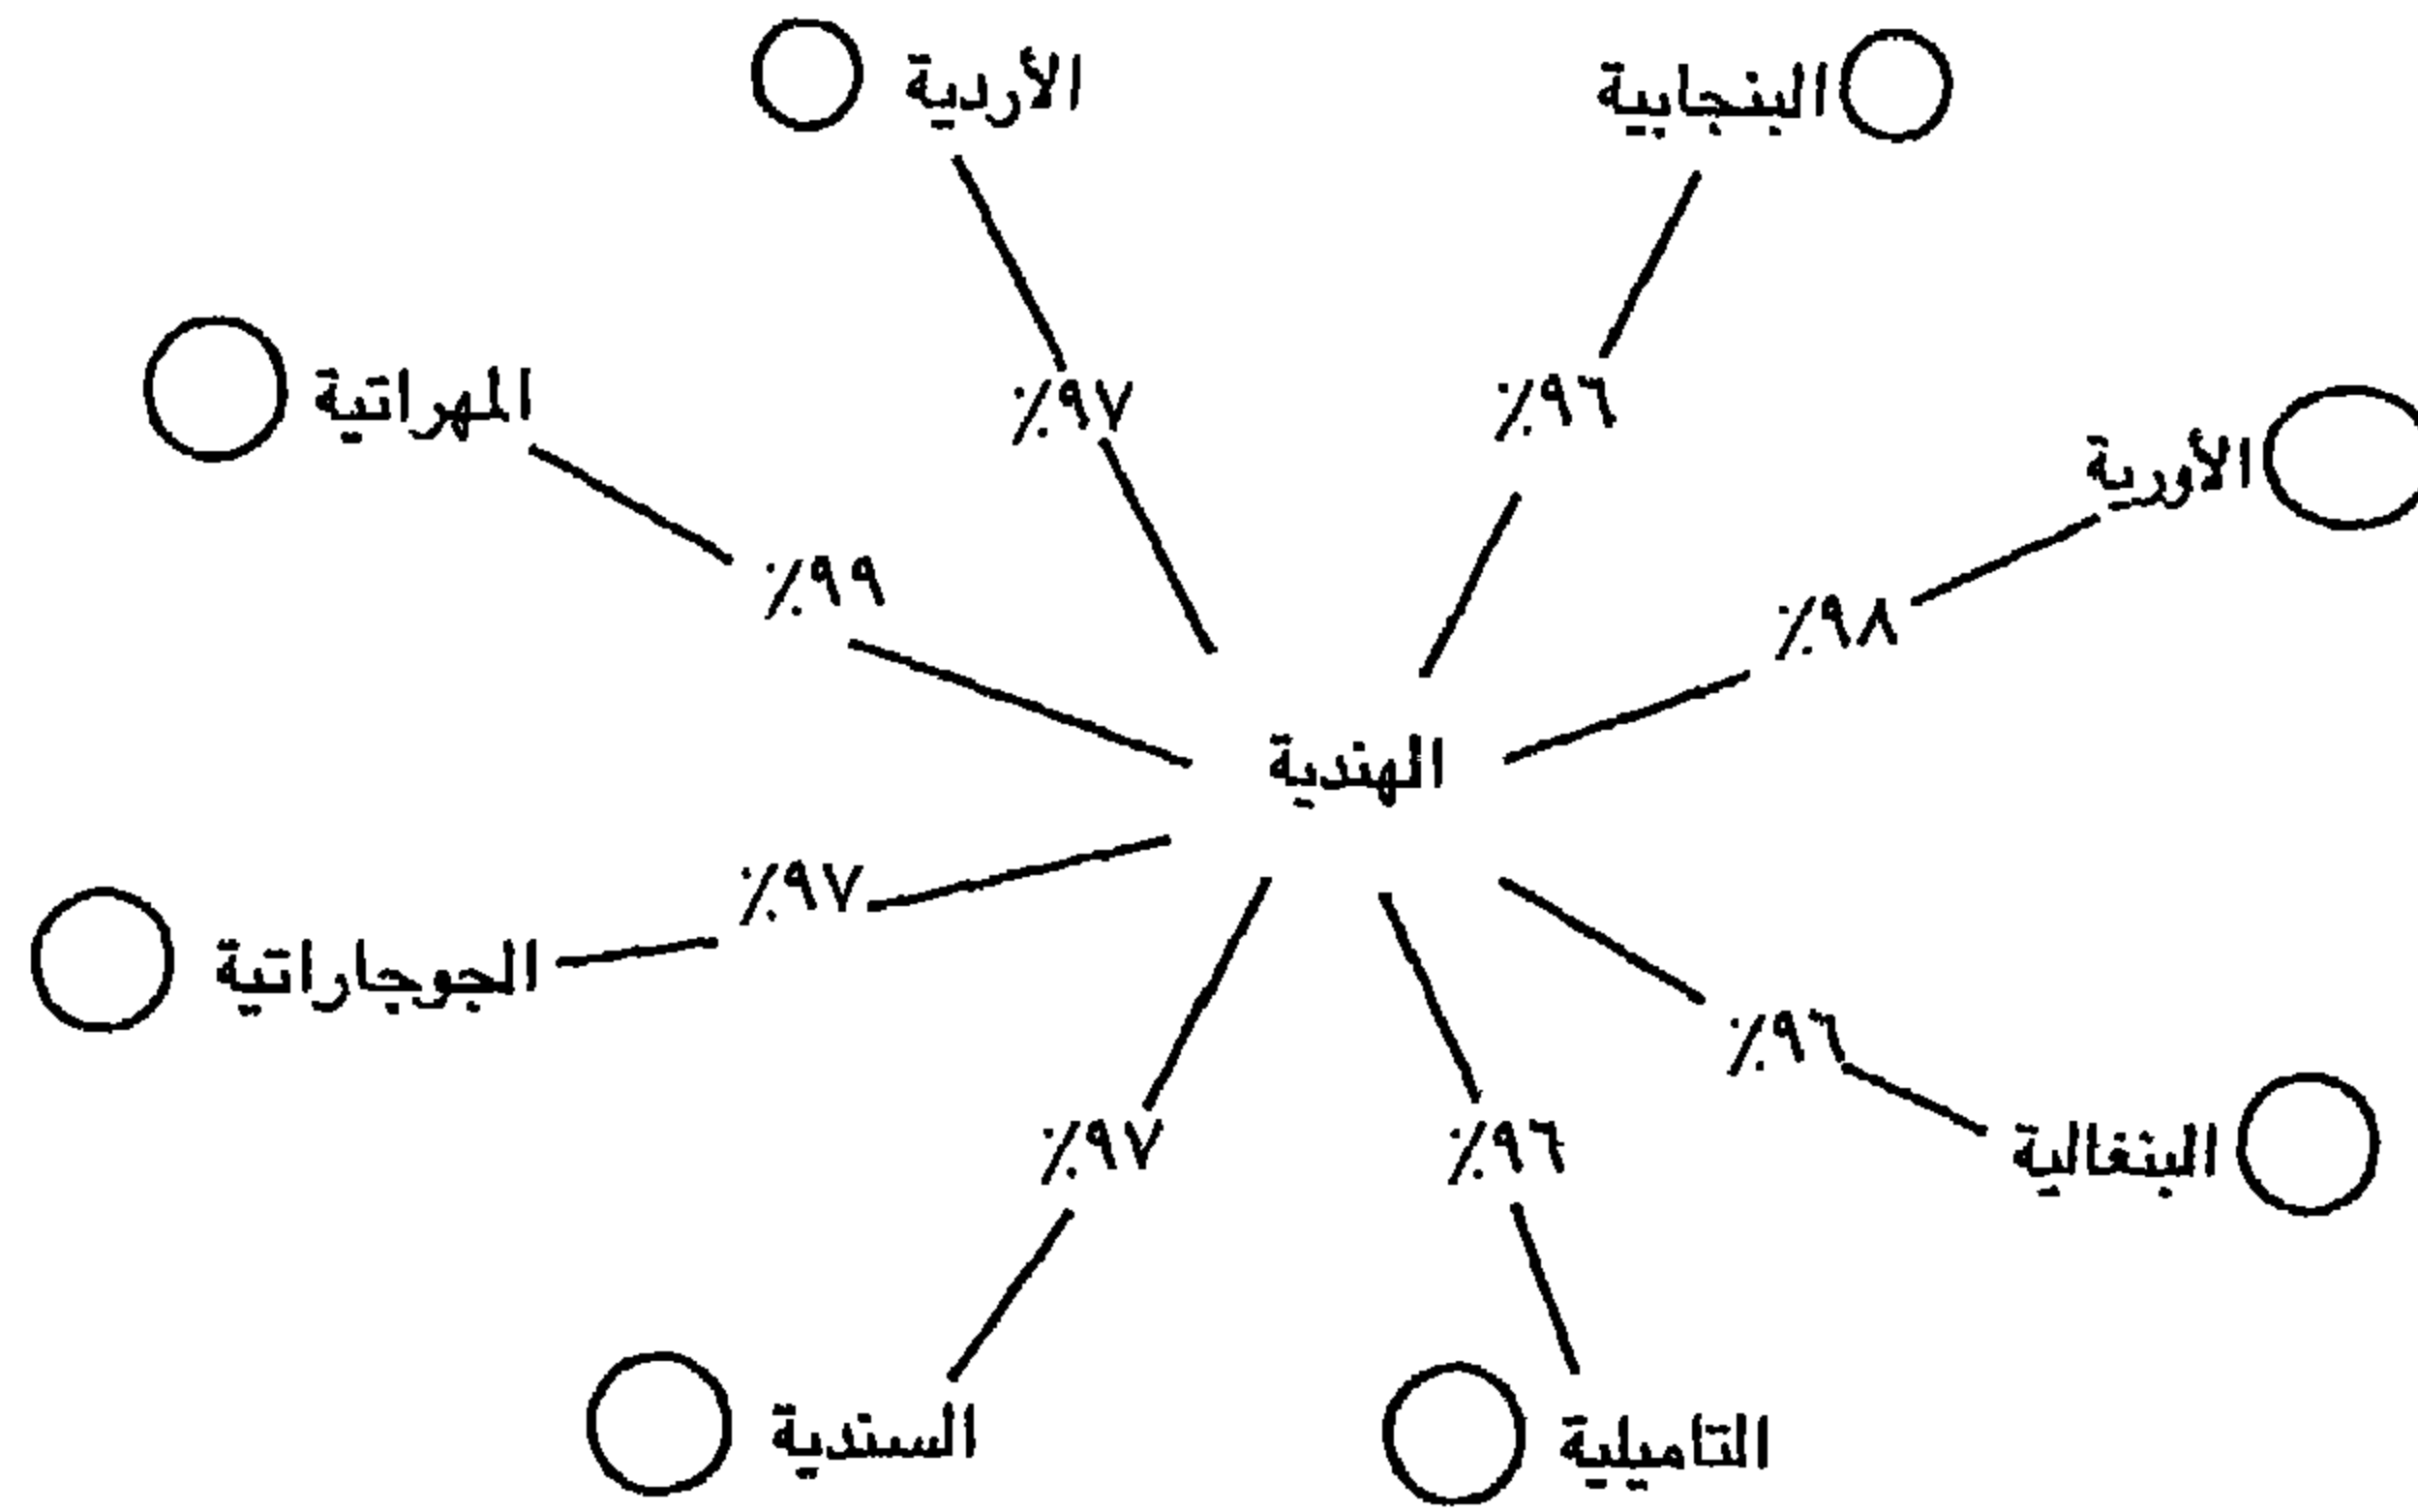 البنجابية
الأردية
المهراتية
٪٩٦
٪٩٧
الأورية
٪٩٩
٪٩٨
الهندية
٪٩٧
الجوجاراتية
٪٩٦
البنغالية
٪٩٦
٪٩٧
التاميلية
السندية